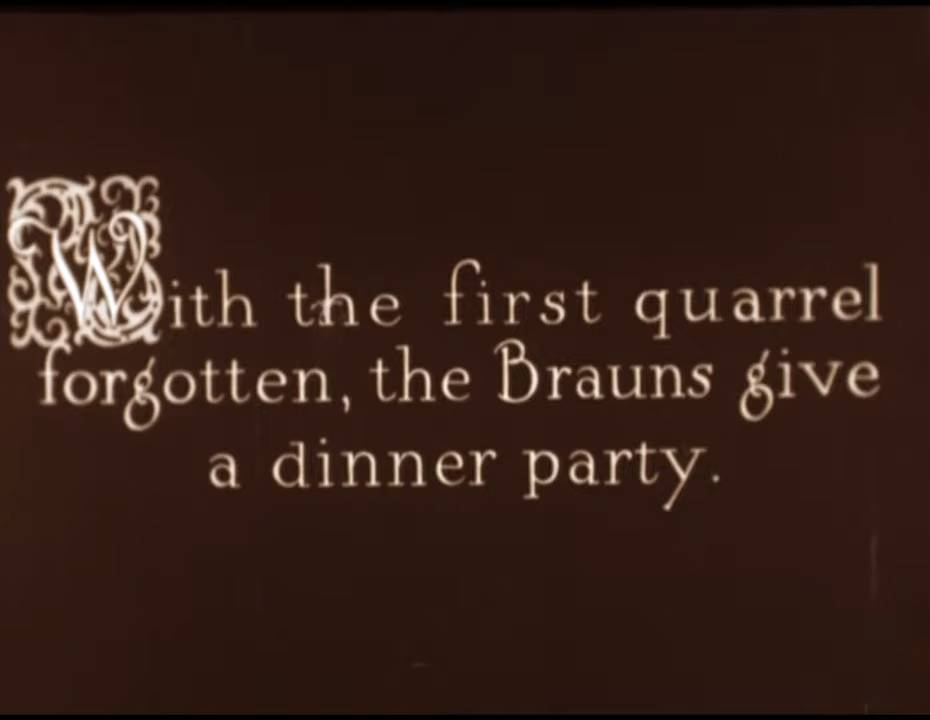 With the first quarrel
forgotten, the Brauns give
a dinner party.